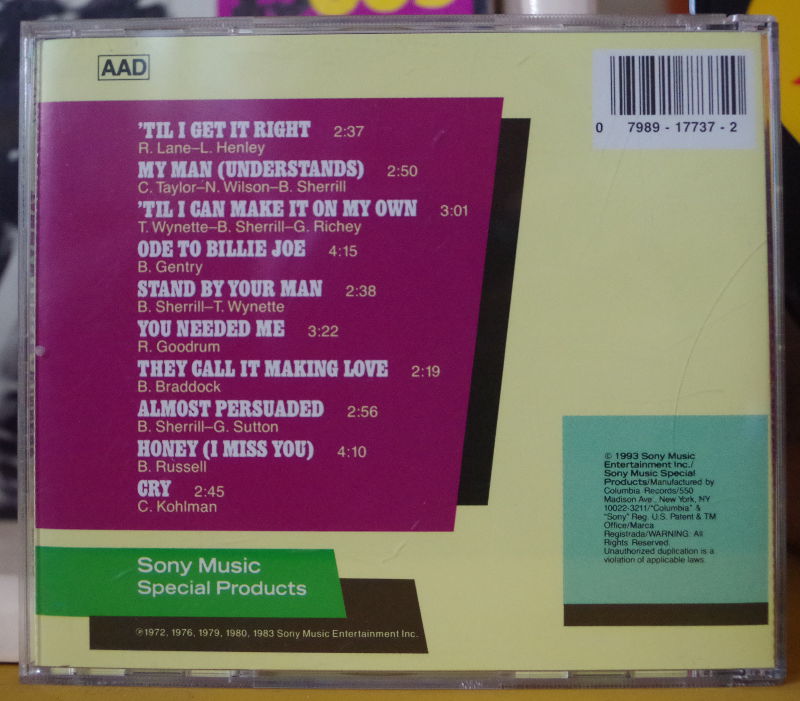 AAD
0 7989-17737-2
'TIL I GET IT RIGHT 2:37
R. Lane–L. Henley
MY MAN (UNDERSTANDS) 2:50
C. Taylor–N. Wilson–B. Sherrill
'TIL I CAN MAKE IT ON MY OWN 3:01
T. Wynette–B. Sherrill–G. Richey
ODE TO BILLIE JOE 4:15
B. Gentry
STAND BY YOUR MAN 2:38
B. Sherrill–T. Wynette
YOU NEEDED ME 3:22
R. Goodrum
THEY CALL IT MAKING LOVE 2:19
B. Braddock
ALMOST PERSUADED 2:56
B. Sherrill–G. Sutton
HONEY (I MISS YOU) 4:10
B. Russell
CRY 2:45
C. Kohlman
© 1993 Sony Music
Entertainment Inc./
Sony Music Special
Products/Manufactured by
Columbia Records/550
Madison Ave., New York, NY
10022-3211/"Columbia" &
"Sony" Reg. U.S. Patent & TM
Office/Marca
Registrada/WARNING: All
Rights Reserved.
Unauthorized duplication is a
violation of applicable laws.
Sony Music
Special Products
℗1972, 1976, 1979, 1980, 1983 Sony Music Entertainment Inc.